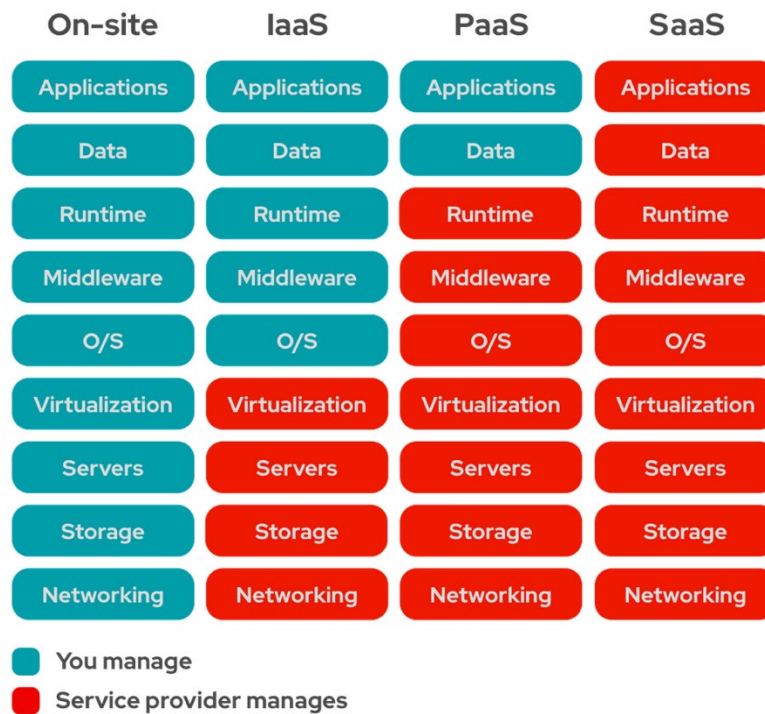 On-site IaaS PaaS SaaS
Applications Applications Applications Applications
Data Data Data Data
Runtime Runtime Runtime Runtime
Middleware Middleware Middleware Middleware
O/S O/S O/S O/S
Virtualization Virtualization Virtualization Virtualization
Servers Servers Servers Servers
Storage Storage Storage Storage
Networking Networking Networking Networking
You manage
Service provider manages